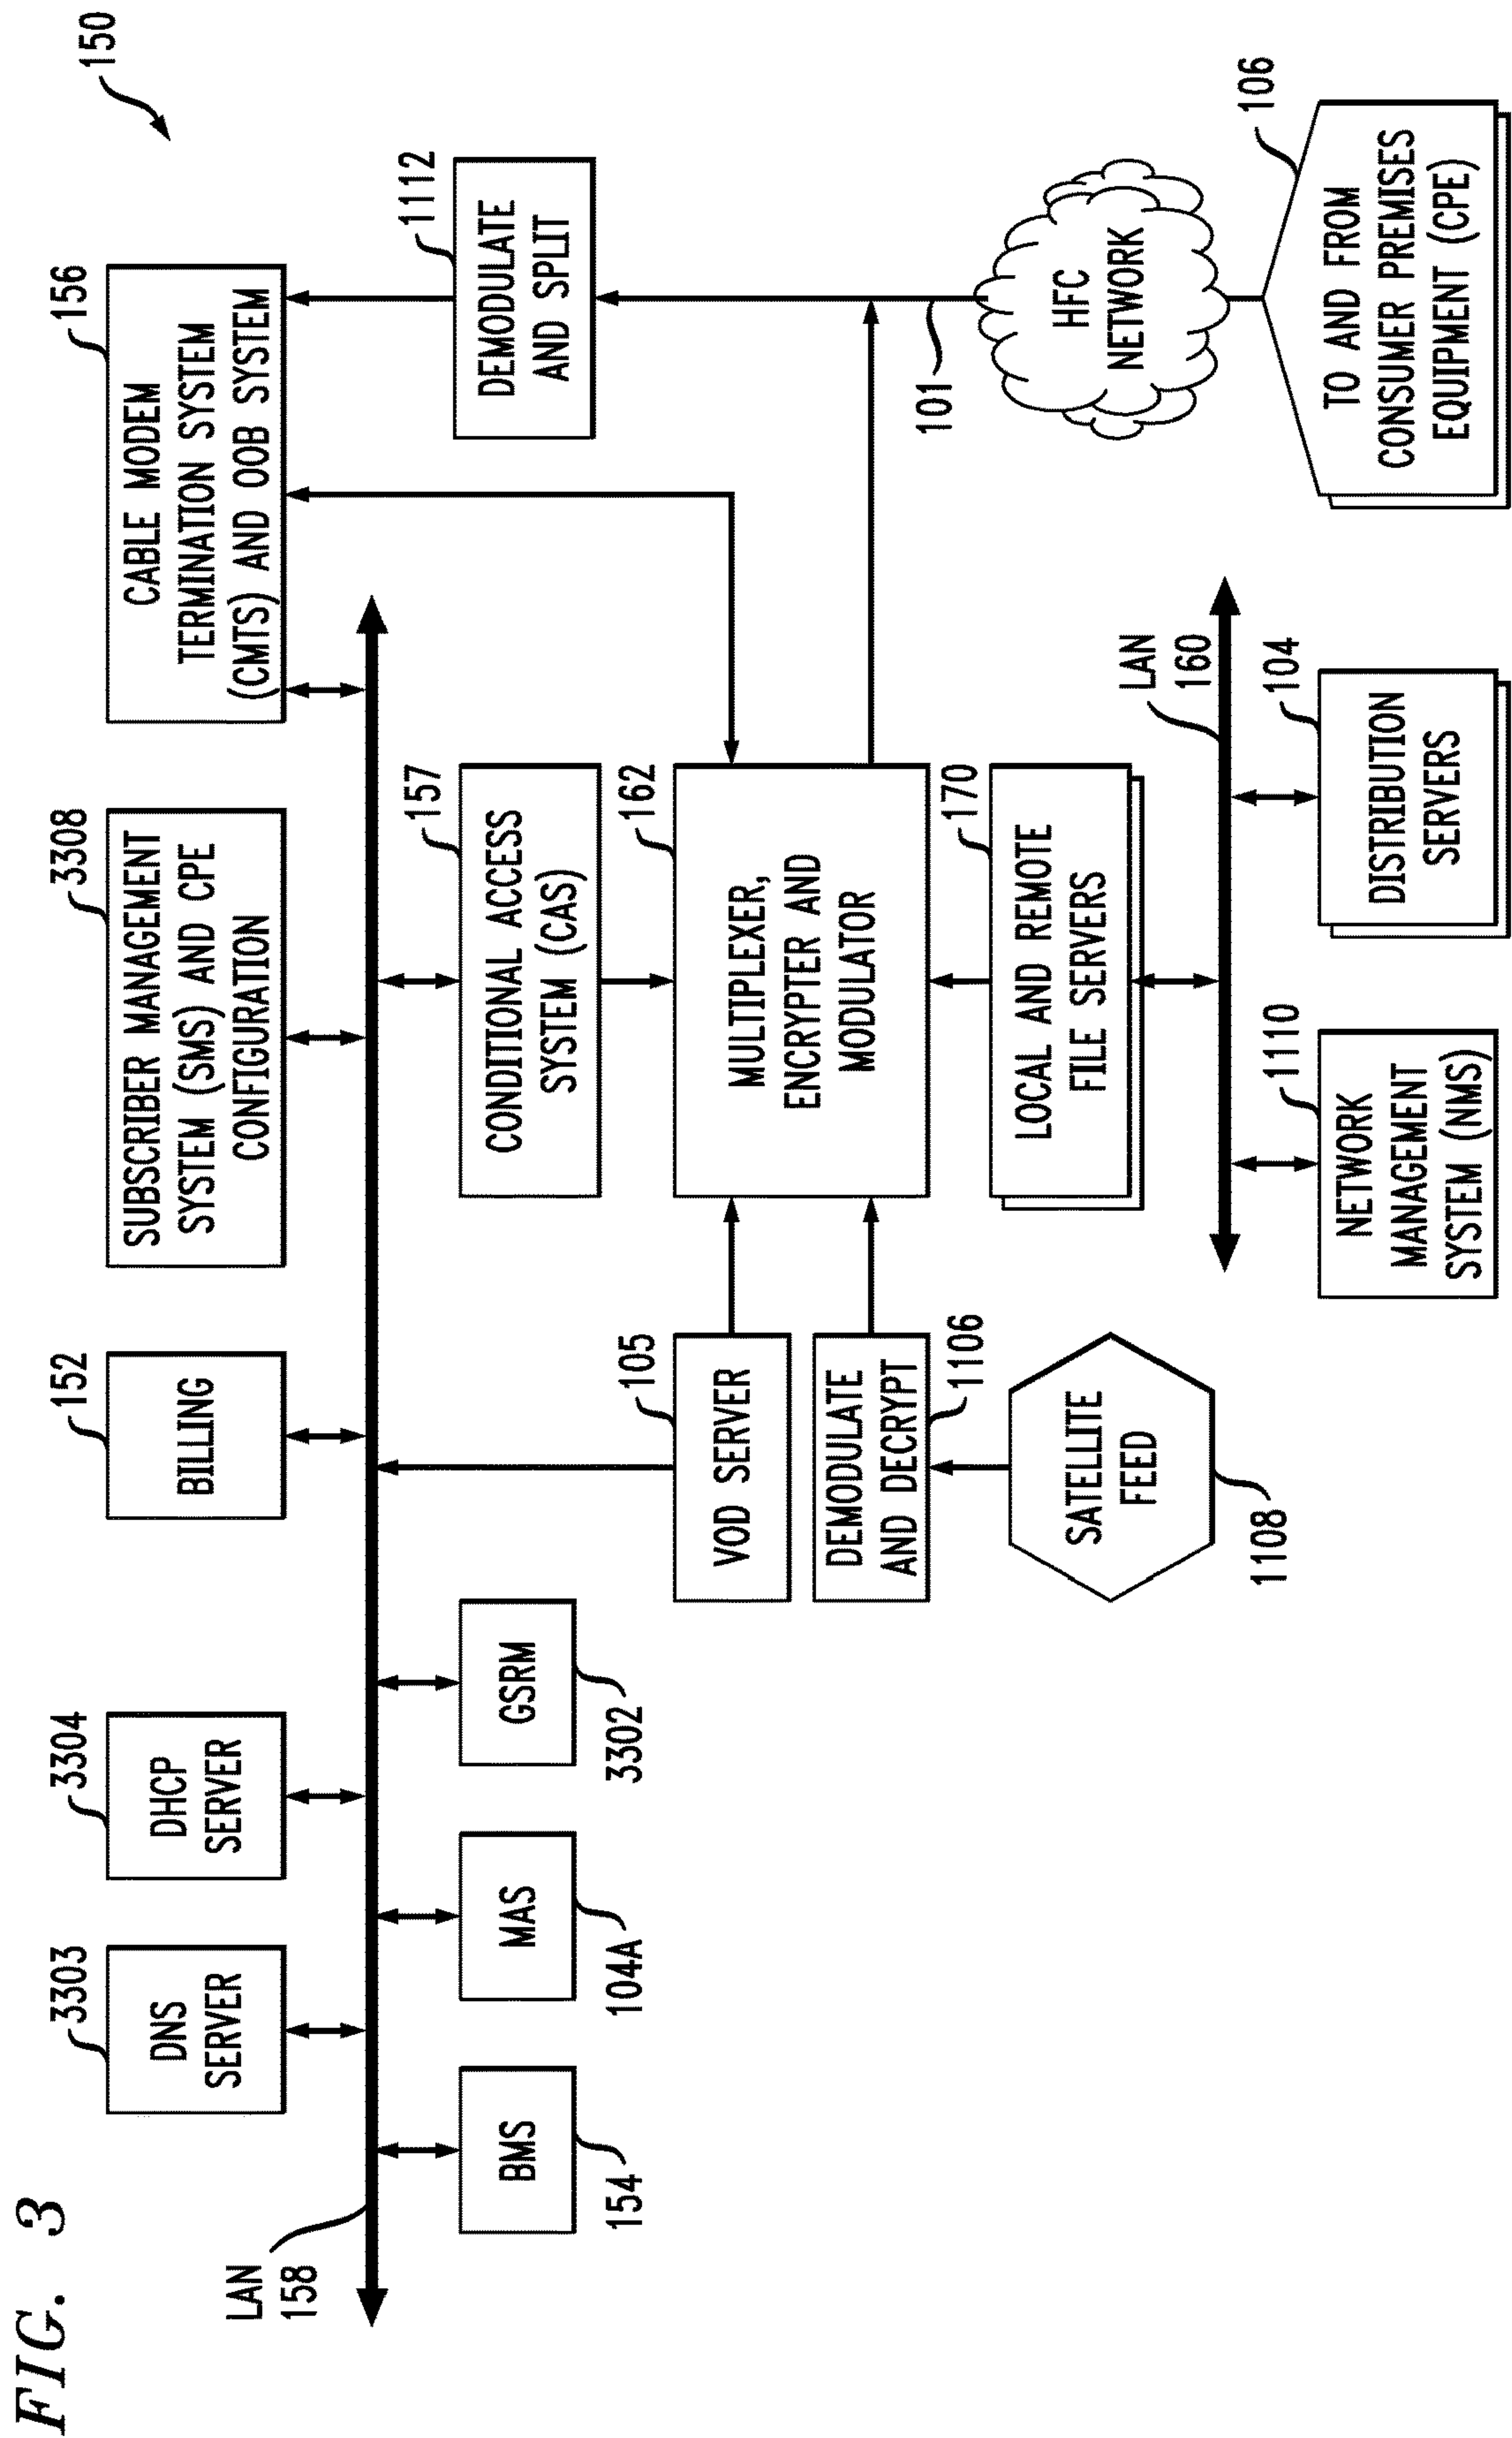 FIG. 3
150
3303
DNS
SERVER
3304
DHCP
SERVER
152
BILLING
3308
SUBSCRIBER MANAGEMENT
SYSTEM (SMS) AND CPE
CONFIGURATION
156
CABLE MODEM
TERMINATION SYSTEM
(CMTS) AND OOB SYSTEM
LAN
158
BMS
154
MAS
104A
GSRM
3302
157
CONDITIONAL ACCESS
SYSTEM (CAS)
1112
DEMODULATE
AND SPLIT
105
VOD SERVER
162
MULTIPLEXER,
ENCRYPTER AND
MODULATOR
DEMODULATE
AND DECRYPT
1106
101
SATELLITE
FEED
1108
170
LOCAL AND REMOTE
FILE SERVERS
HFC
NETWORK
LAN
160
1110
NETWORK
MANAGEMENT
SYSTEM (NMS)
104
DISTRIBUTION
SERVERS
106
TO AND FROM
CONSUMER PREMISES
EQUIPMENT (CPE)